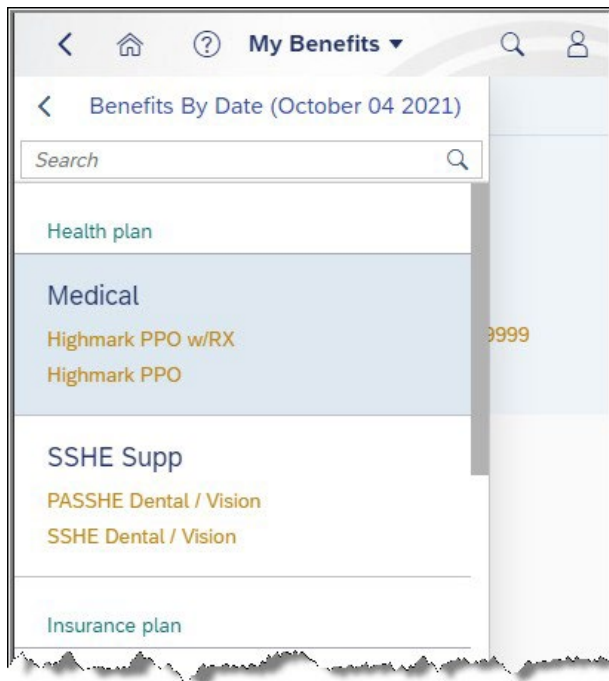 My Benefits
Benefits By Date (October 04 2021)
Search
Health plan
Medical
Highmark PPO w/RX
9999
Highmark PPO
SSHE Supp
PASSHE Dental / Vision
SSHE Dental / Vision
Insurance plan